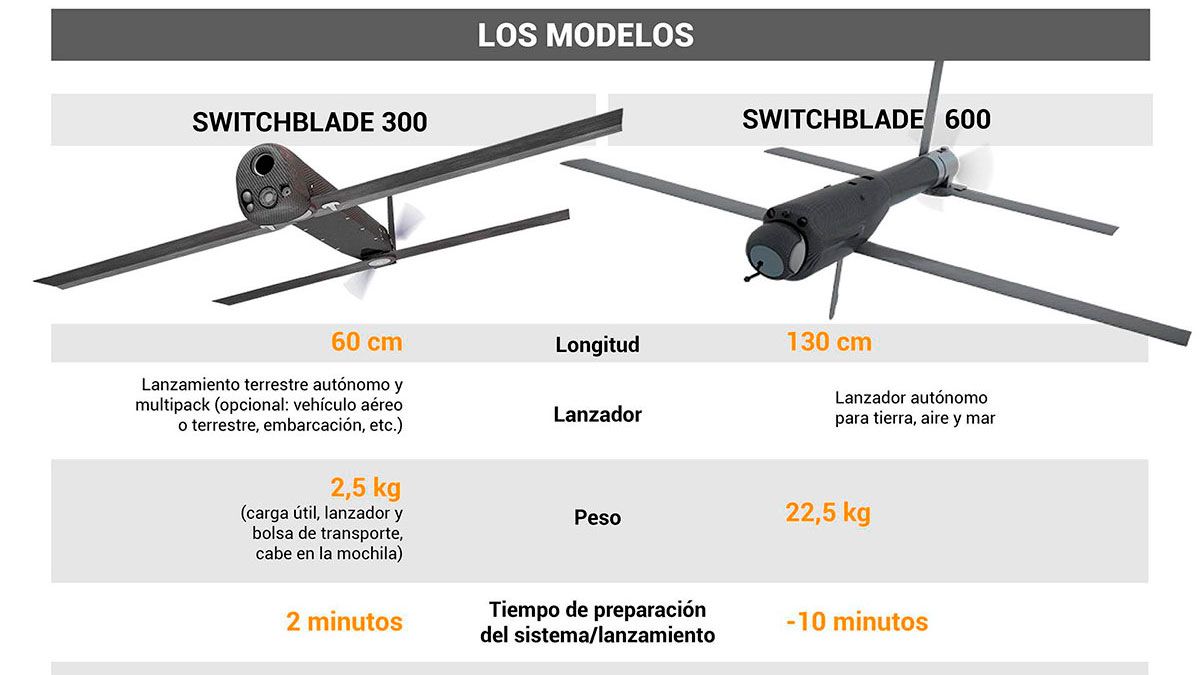 LOS MODELOS
SWITCHBLADE 300
SWITCHBLADE 600
60 cm
Longitud
130 cm
Lanzamiento terrestre autónomo y
multipack (opcional: vehículo aéreo
o terrestre, embarcación, etc.)
Lanzador
Lanzador autónomo
para tierra, aire y mar
2,5 kg
(carga útil, lanzador y
bolsa de transporte,
cabe en la mochila)
Peso
22,5 kg
2 minutos
Tiempo de preparación
del sistema/lanzamiento
-10 minutos